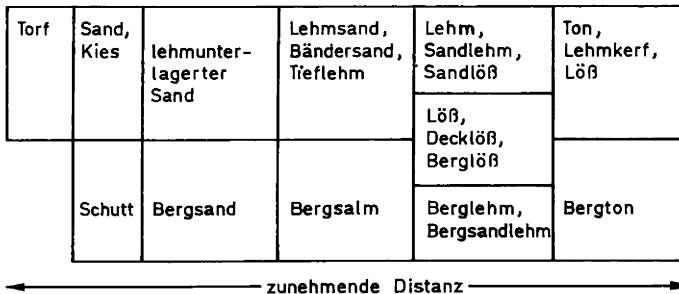 Torf
Sand,
Kies
lehmunter-
lagerter
Sand
Lehmsand,
Bändersand,
Tieflehm
Lehm,
Sandlehm,
Sandlöß
Ton,
Lehmkerf,
Löß
Löß,
Decklöß,
Berglöß
Schutt
Bergsand
Bergsalm
Berglehm,
Bergsandlehm
Bergton
zunehmende Distanz